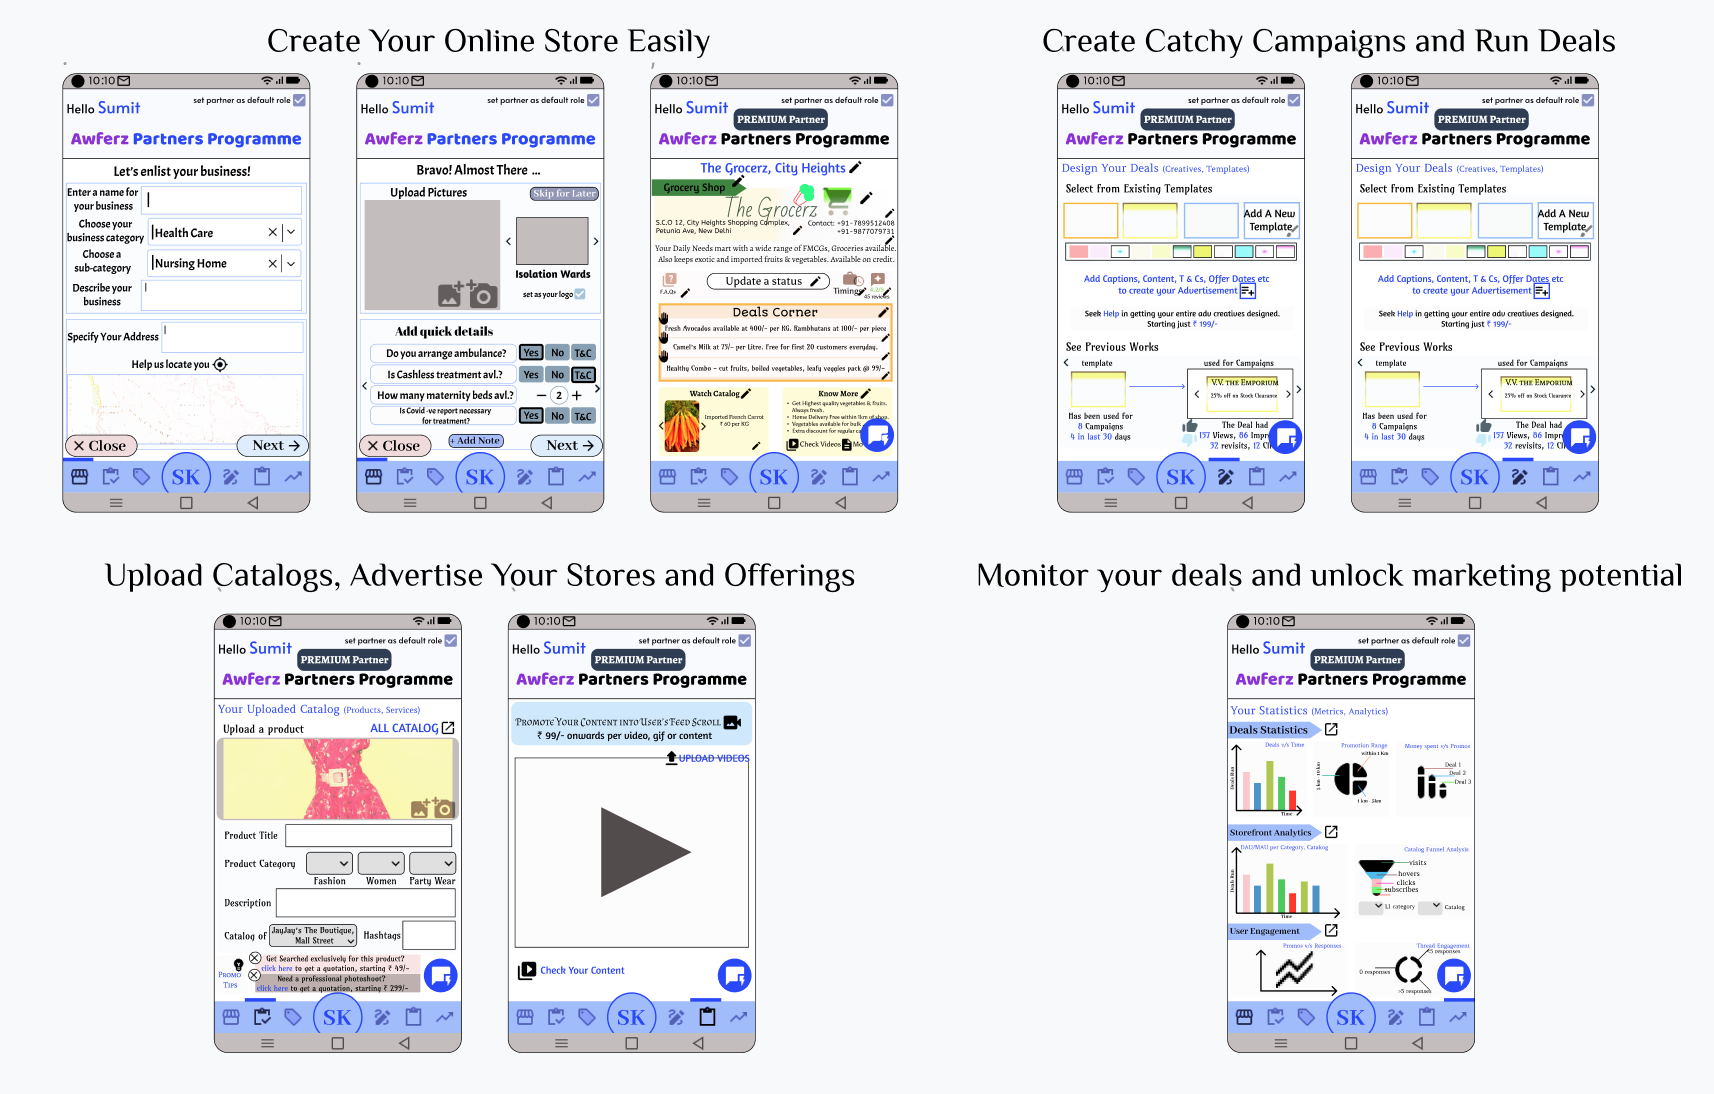 Create Your Online Store Easily
10:10
set partner as default role
Hello Sumit
Awferz Partners Programme
Let's enlist your business!
Enter a name for
your business
Choose your
business category
Health Care
Choose a
sub-category
Nursing Home
Describe your
business
Specify Your Address
Help us locate you
Close
Next
SK
10:10
set partner as default role
Hello Sumit
Awferz Partners Programme
Bravo! Almost There ...
Upload Pictures
Skip for Later
Isolation Wards
set as your logo
Add quick details
Do you arrange ambulance?
Yes No T&C
Is Cashless treatment avl.?
Yes No T&C
How many maternity beds avl.?
2
Is Covid -ve report necessary
for treatment?
Yes No T&C
+ Add Note
Close
Next
SK
10:10
set partner as default role
Hello Sumit
PREMIUM Partner
Awferz Partners Programme
The Grocerz, City Heights
Grocery Shop
The Grocerz
S.C.O 12, City Heights Shopping Complex,
Petunia Ave, New Delhi
Contact: +91-7899512408
+91-9877079731
Your Daily Needs mart with a wide range of FMCGs, Groceries available.
Also keeps exotic and imported fruits & vegetables. Available on credit.
F.A.Qs
Update a status
Timings
4.2/5
45 reviews
Deals Corner
Fresh Avocados available at 400/- per KG. Rambhutans at 100/- per piece
Camel's Milk at 75/- per Litre. Free for first 20 customers everyday.
Healthy Combo - cut fruits, boiled vegetables, leafy veggies pack @ 99/-
Watch Catalog
Imported French Carrot
₹ 60 per KG
Know More
• Get Highest quality vegetables & fruits.
Always fresh.
• Home Delivery Free within 1km of shop.
• Vegetables available for bulk
• Extra discount for regular
Check Videos
Mo
SK
Create Catchy Campaigns and Run Deals
10:10
set partner as default role
Hello Sumit
PREMIUM Partner
Awferz Partners Programme
Design Your Deals (Creatives, Templates)
Select from Existing Templates
Add A New
Template
Add Captions, Content, T & Cs, Offer Dates etc
to create your Advertisement
Seek Help in getting your entire adv creatives designed.
Starting just ₹ 199/-
See Previous Works
template
used for Campaigns
V.V. THE EMPORIUM
25% off on Stock Clearance
Has been used for
8 Campaigns
4 in last 30 days
The Deal had
137 Views, 86 Impr
32 revisits, 12 Cl
SK
10:10
set partner as default role
Hello Sumit
PREMIUM Partner
Awferz Partners Programme
Design Your Deals (Creatives, Templates)
Select from Existing Templates
Add A New
Template
Add Captions, Content, T & Cs, Offer Dates etc
to create your Advertisement
Seek Help in getting your entire adv creatives designed.
Starting just ₹ 199/-
See Previous Works
template
used for Campaigns
V.V. THE EMPORIUM
25% off on Stock Clearance
Has been used for
8 Campaigns
4 in last 30 days
The Deal had
137 Views, 86 Impr
32 revisits, 12 Cl
SK
Upload Catalogs, Advertise Your Stores and Offerings
10:10
set partner as default role
Hello Sumit
PREMIUM Partner
Awferz Partners Programme
Your Uploaded Catalog (Products, Services)
Upload a product
ALL CATALOG
Product Title
Product Category
Fashion Women Party Wear
Description
Catalog of
JayJay's The Boutique,
Mall Street
Hashtags
PROMO
TIPS
Get Searched exclusively for this product?
click here to get a quotation, starting ₹ 49/-
Need a professional photoshoot?
click here to get a quotation, starting ₹ 299/-
SK
10:10
set partner as default role
Hello Sumit
PREMIUM Partner
Awferz Partners Programme
Promote Your Content into User's Feed Scroll
₹ 99/- onwards per video, gif or content
UPLOAD VIDEOS
Check Your Content
SK
Monitor your deals and unlock marketing potential
10:10
set partner as default role
Hello Sumit
PREMIUM Partner
Awferz Partners Programme
Your Statistics (Metrics, Analytics)
Deals Statistics
Deals v/s Time
Deals Run
Time
Promotion Range
within 1 Km
1 km - 5km
Money spent v/s Promos
Deal 1
Deal 2
Deal 3
Storefront Analytics
DAU/MAU per Category, Catalog
Deals Run
Time
Catalog Funnel Analysis
visits
hovers
clicks
subscribes
L1 category
Catalog
User Engagement
Promos v/s Responses
Thread Engagement
<5 responses
0 responses
>5 responses
SK